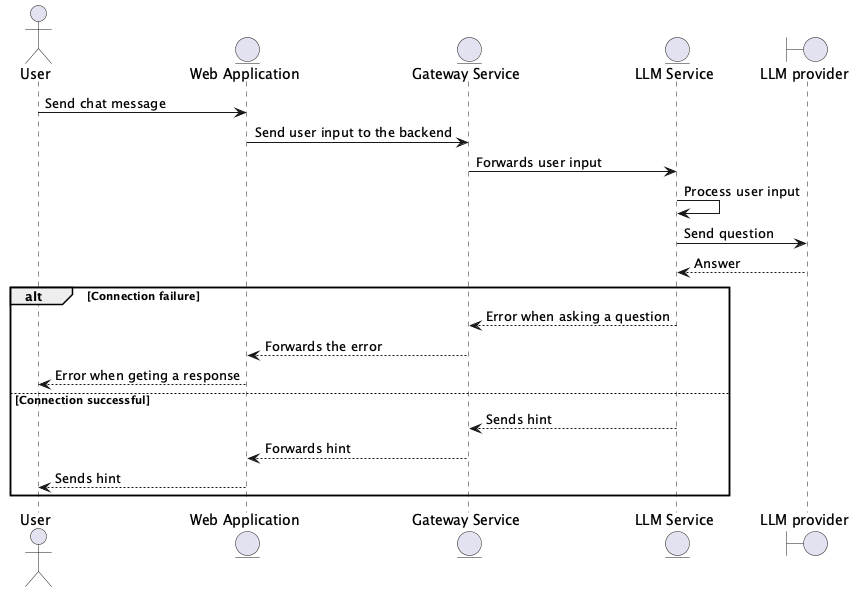 User
Web Application
Gateway Service
LLM Service
LLM provider
Send chat message
Send user input to the backend
Forwards user input
Process user input
Send question
Answer
alt
[Connection failure]
Error when asking a question
Forwards the error
Error when geting a response
[Connection successful]
Sends hint
Forwards hint
Sends hint
User
Web Application
Gateway Service
LLM Service
LLM provider